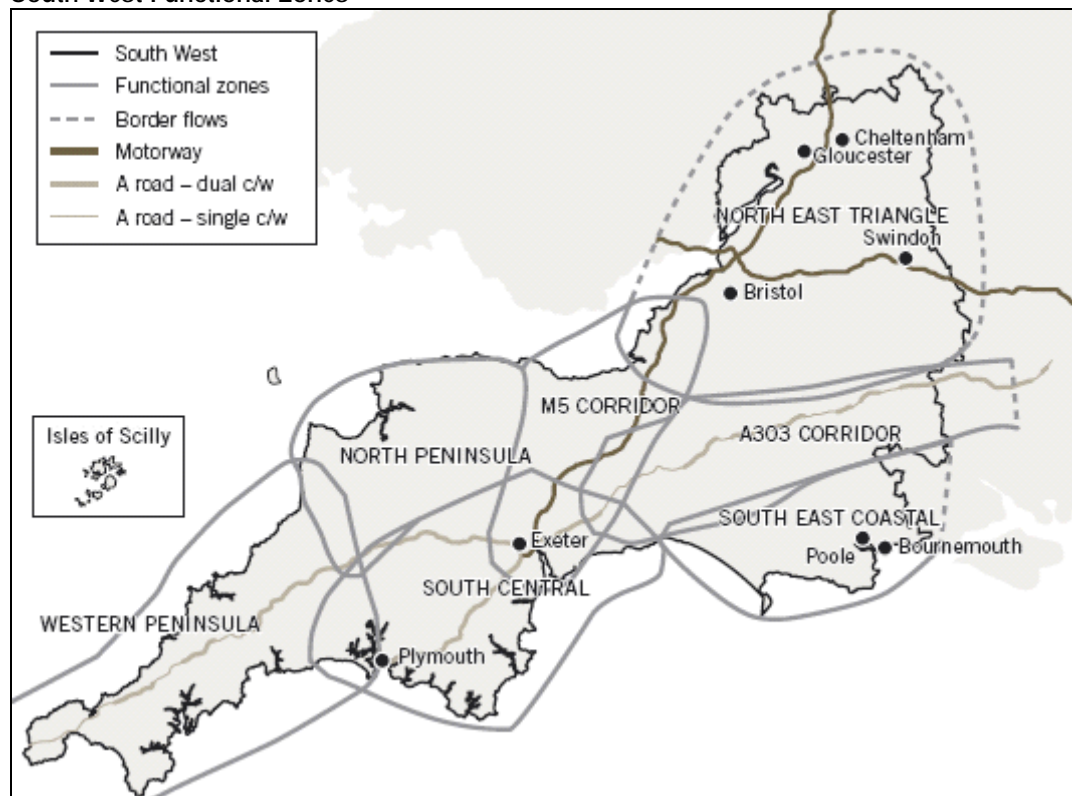 South West Functional Zones
South West
Functional zones
Border flows
Motorway
A road – dual c/w
A road – single c/w
Cheltenham
Gloucester
NORTH EAST TRIANGLE
Swindon
Bristol
M5 CORRIDOR
A303 CORRIDOR
Isles of Scilly
NORTH PENINSULA
SOUTH EAST COASTAL
Exeter
Poole
Bournemouth
SOUTH CENTRAL
WESTERN PENINSULA
Plymouth